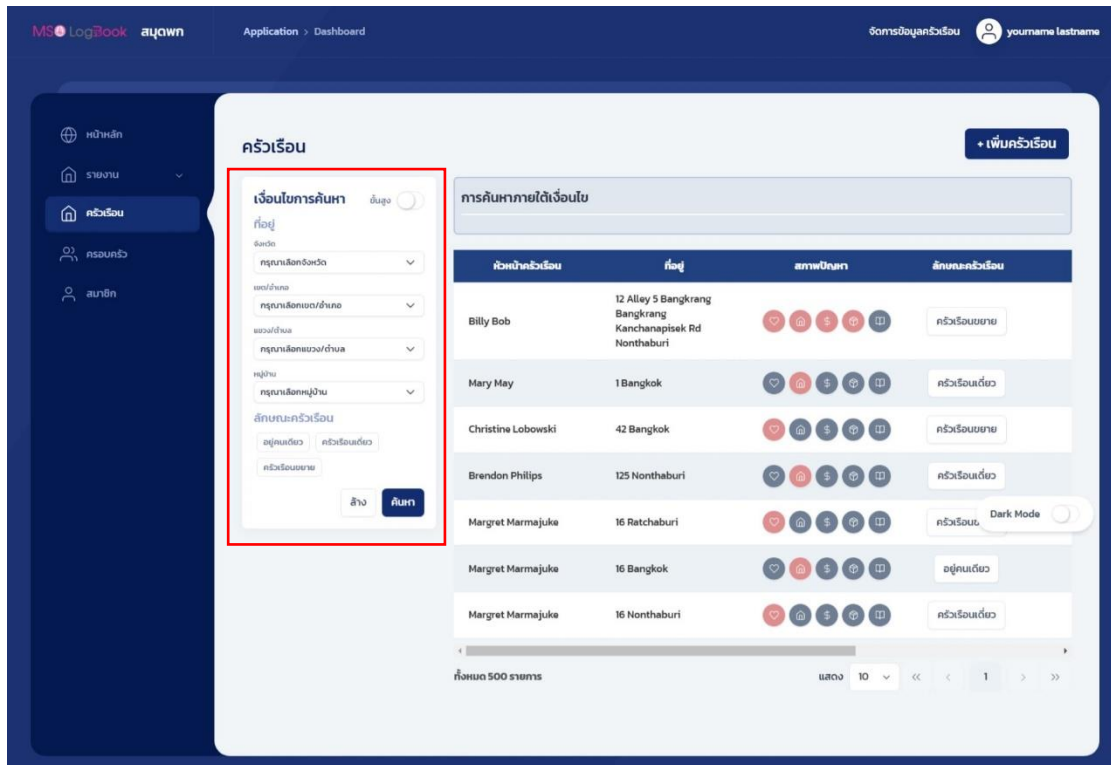 MSO LogBook สมุดพก
Application > Dashboard
จัดการข้อมูลครัวเรือน
yourname lastname
หน้าหลัก
รายงาน
ครัวเรือน
ครอบครัว
สมาชิก
ครัวเรือน
+ เพิ่มครัวเรือน
เงื่อนไขการค้นหา ขั้นสูง
ที่อยู่
จังหวัด
กรุณาเลือกจังหวัด
เขต/อำเภอ
กรุณาเลือกเขต/อำเภอ
แขวง/ตำบล
กรุณาเลือกแขวง/ตำบล
หมู่บ้าน
กรุณาเลือกหมู่บ้าน
ลักษณะครัวเรือน
อยู่คนเดียว ครัวเรือนเดี่ยว
ครัวเรือนขยาย
ล้าง ค้นหา
การค้นหาภายใต้เงื่อนไข
หัวหน้าครัวเรือน ที่อยู่ สภาพปัญหา ลักษณะครัวเรือน
Billy Bob
12 Alley 5 Bangkrang
Bangkrang
Kanchanapisek Rd
Nonthaburi
ครัวเรือนขยาย
Mary May 1 Bangkok ครัวเรือนเดี่ยว
Christine Lobowski 42 Bangkok ครัวเรือนขยาย
Brendon Philips 125 Nonthaburi ครัวเรือนเดี่ยว
Margret Marmajuke 16 Ratchaburi
Dark Mode
Margret Marmajuke 16 Bangkok อยู่คนเดียว
Margret Marmajuke 16 Nonthaburi ครัวเรือนเดี่ยว
ทั้งหมด 500 รายการ
แสดง 10 << < 1 > >>